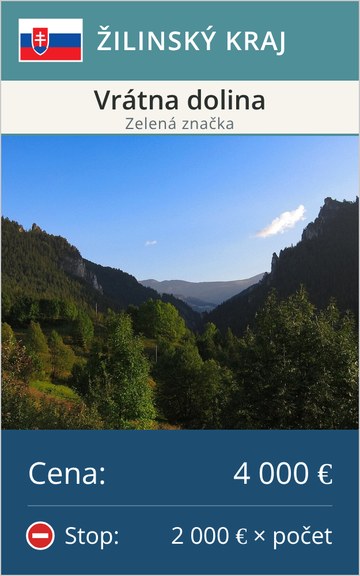 ŽILINSKÝ KRAJ
Vrátna dolina
Zelená značka
Cena: 4 000 €
Stop: 2 000 € × počet